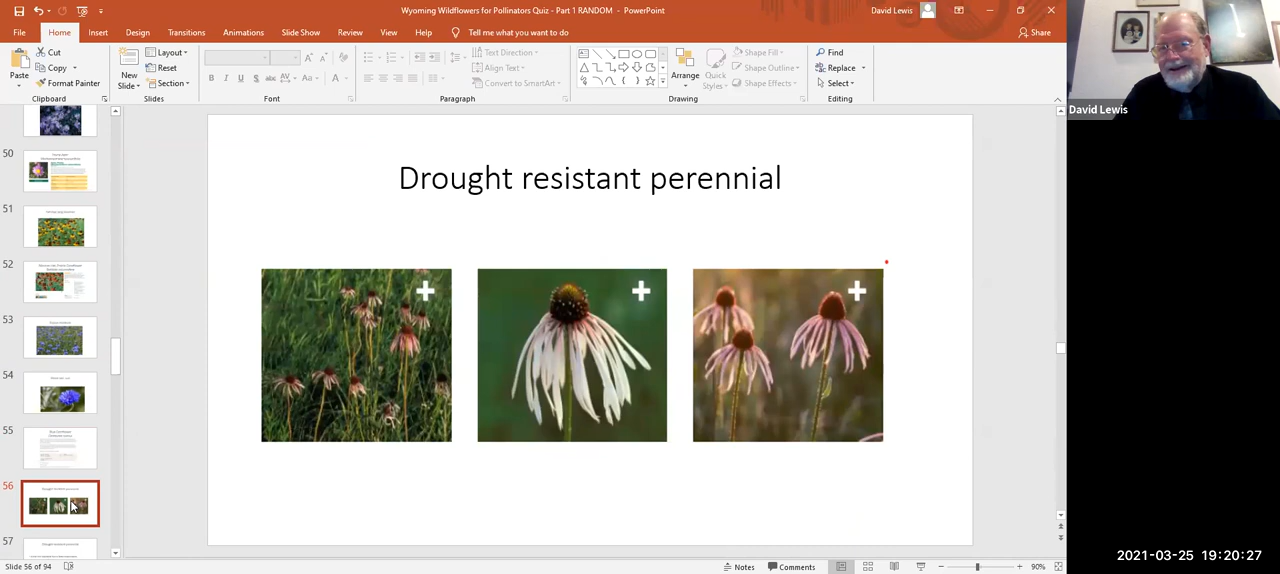 Wyoming Wildflowers for Pollinators Quiz - Part 1 RANDOM - PowerPoint
David Lewis
File Home Insert Design Transitions Animations Slide Show Review View Help Tell me what you want to do Share
Paste
Cut
Copy
Format Painter
Clipboard
New
Slide
Layout
Reset
Section
Slides
Font
Text Direction
Align Text
Convert to SmartArt
Paragraph
Arrange
Quick
Styles
Shape Fill
Shape Outline
Shape Effects
Drawing
Find
Replace
Select
Editing
David Lewis
50
51
52
53
54
55
56
57
Drought resistant perennial
Slide 56 of 94
Notes
Comments
90%
2021-03-25 19:20:27